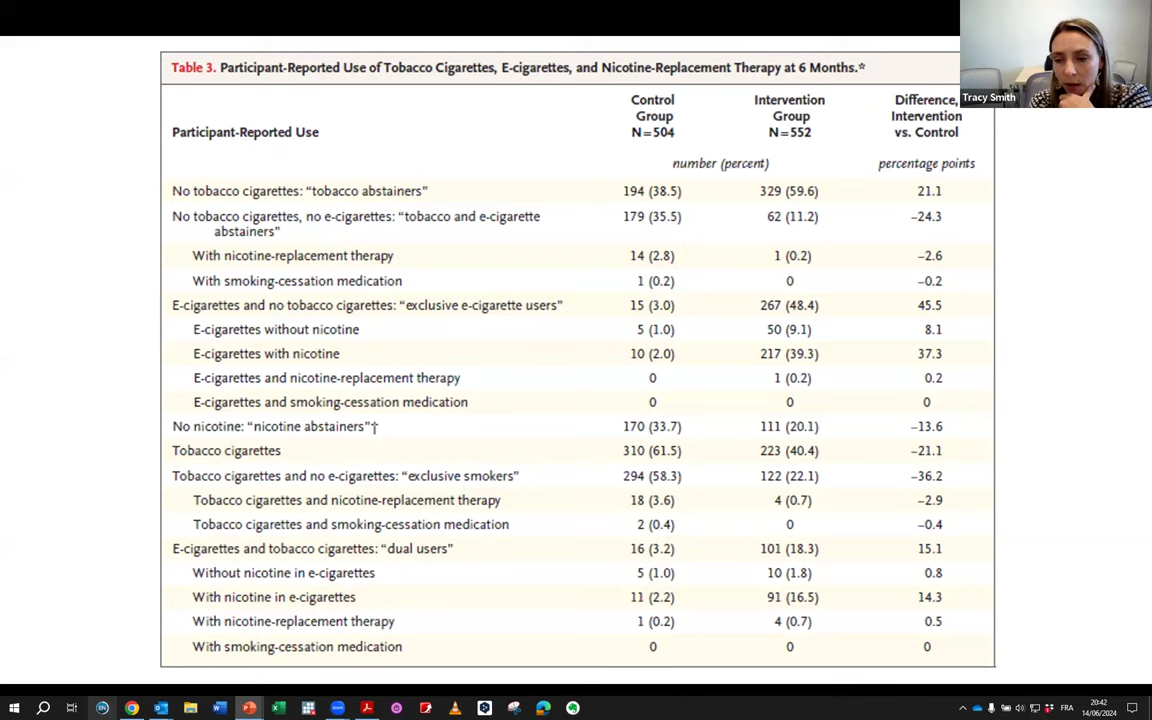 Tracy Smith
Table 3. Participant-Reported Use of Tobacco Cigarettes, E-cigarettes, and Nicotine-Replacement Therapy at 6 Months.*
Participant-Reported Use
Control Group N=504
Intervention Group N=552
Difference, Intervention vs. Control
number (percent) percentage points
No tobacco cigarettes: “tobacco abstainers” 194 (38.5) 329 (59.6) 21.1
No tobacco cigarettes, no e-cigarettes: “tobacco and e-cigarette 179 (35.5) 62 (11.2) –24.3
abstainers”
With nicotine-replacement therapy 14 (2.8) 1 (0.2) –2.6
With smoking-cessation medication 1 (0.2) 0 –0.2
E-cigarettes and no tobacco cigarettes: “exclusive e-cigarette users” 15 (3.0) 267 (48.4) 45.5
E-cigarettes without nicotine 5 (1.0) 50 (9.1) 8.1
E-cigarettes with nicotine 10 (2.0) 217 (39.3) 37.3
E-cigarettes and nicotine-replacement therapy 0 1 (0.2) 0.2
E-cigarettes and smoking-cessation medication 0 0 0
No nicotine: “nicotine abstainers”† 170 (33.7) 111 (20.1) –13.6
Tobacco cigarettes 310 (61.5) 223 (40.4) –21.1
Tobacco cigarettes and no e-cigarettes: “exclusive smokers” 294 (58.3) 122 (22.1) –36.2
Tobacco cigarettes and nicotine-replacement therapy 18 (3.6) 4 (0.7) –2.9
Tobacco cigarettes and smoking-cessation medication 2 (0.4) 0 –0.4
E-cigarettes and tobacco cigarettes: “dual users” 16 (3.2) 101 (18.3) 15.1
Without nicotine in e-cigarettes 5 (1.0) 10 (1.8) 0.8
With nicotine in e-cigarettes 11 (2.2) 91 (16.5) 14.3
With nicotine-replacement therapy 1 (0.2) 4 (0.7) 0.5
With smoking-cessation medication 0 0 0
FRA
20:42
14/06/2024